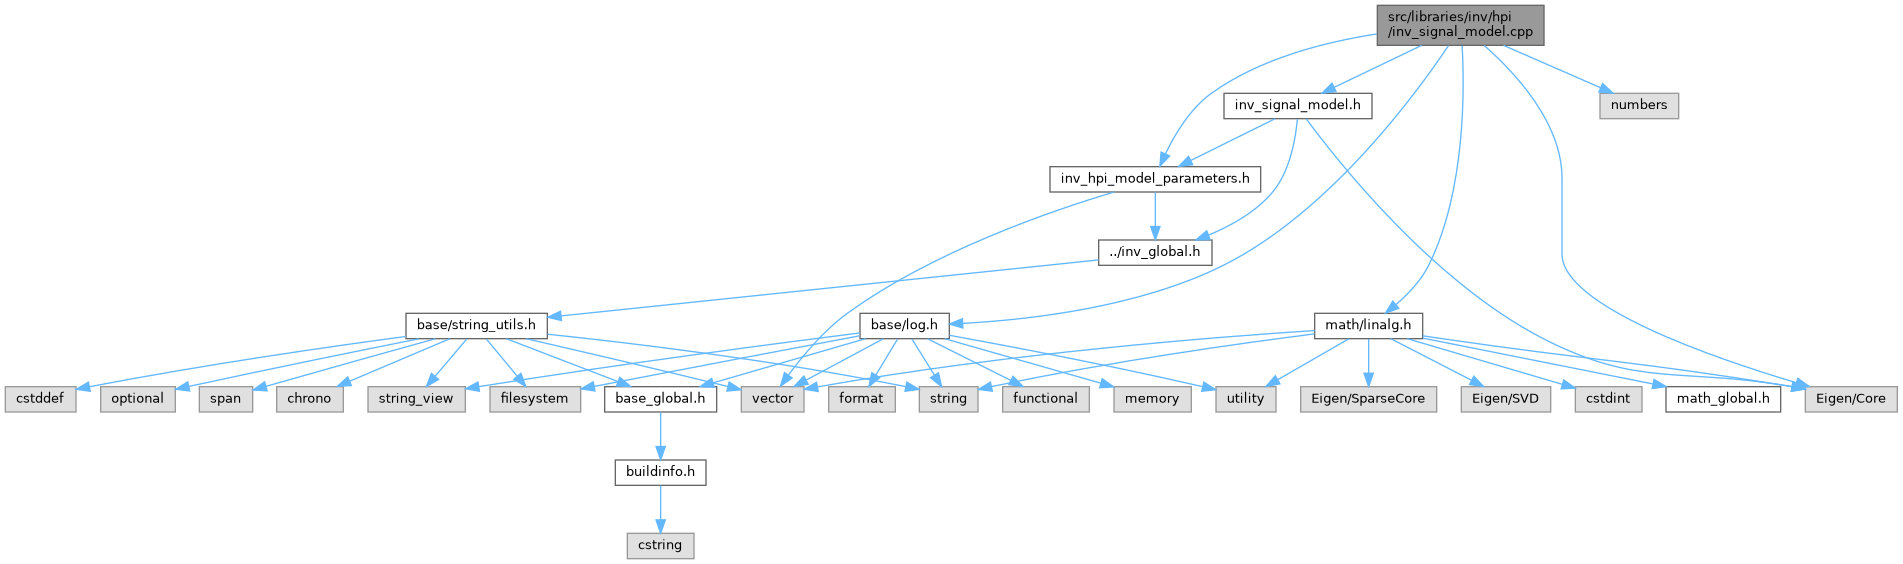 src/libraries/inv/hpi
/inv_signal_model.cpp
inv_signal_model.h
numbers
inv_hpi_model_parameters.h
../inv_global.h
base/string_utils.h
base/log.h
math/linalg.h
cstddef
optional
span
chrono
string_view
filesystem
base_global.h
vector
format
string
functional
memory
utility
Eigen/SparseCore
Eigen/SVD
cstdint
math_global.h
Eigen/Core
buildinfo.h
cstring